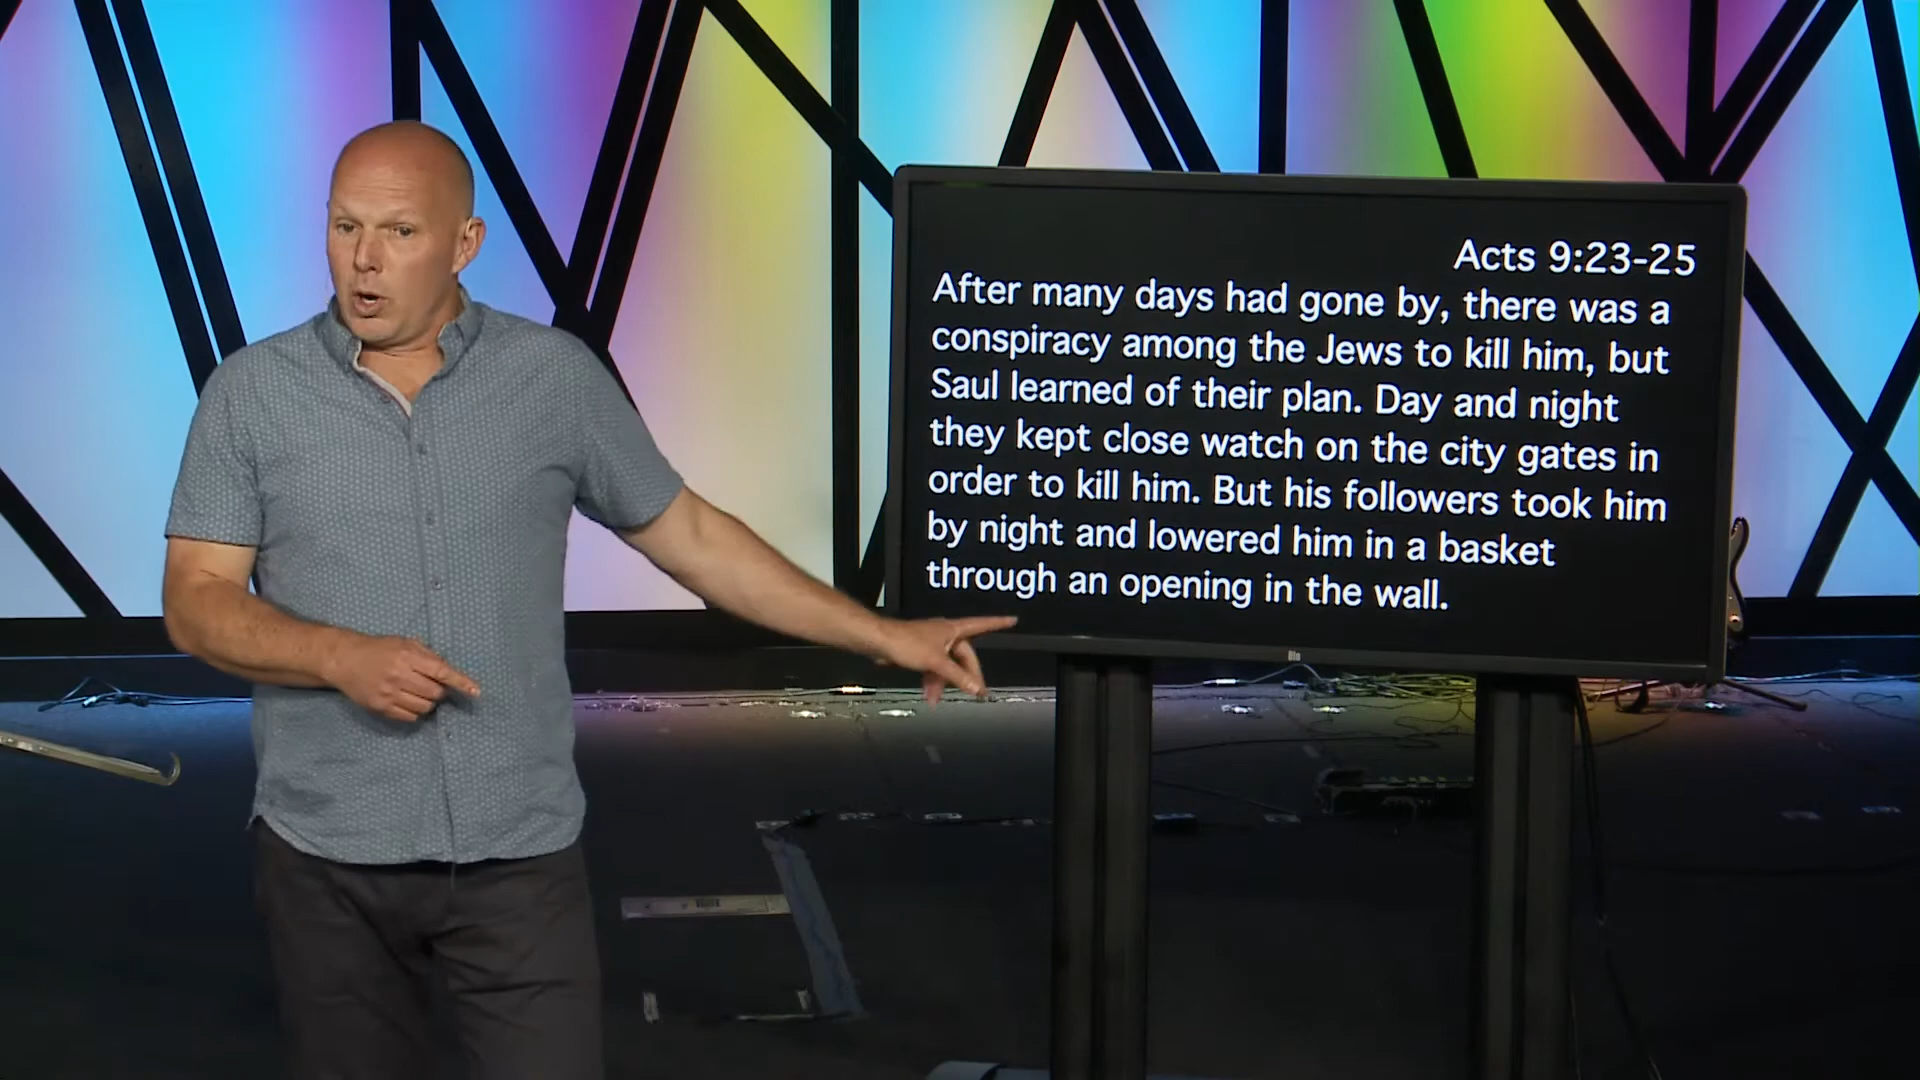 Acts 9:23-25
After many days had gone by, there was a
conspiracy among the Jews to kill him, but
Saul learned of their plan. Day and night
they kept close watch on the city gates in
order to kill him. But his followers took him
by night and lowered him in a basket
through an opening in the wall.